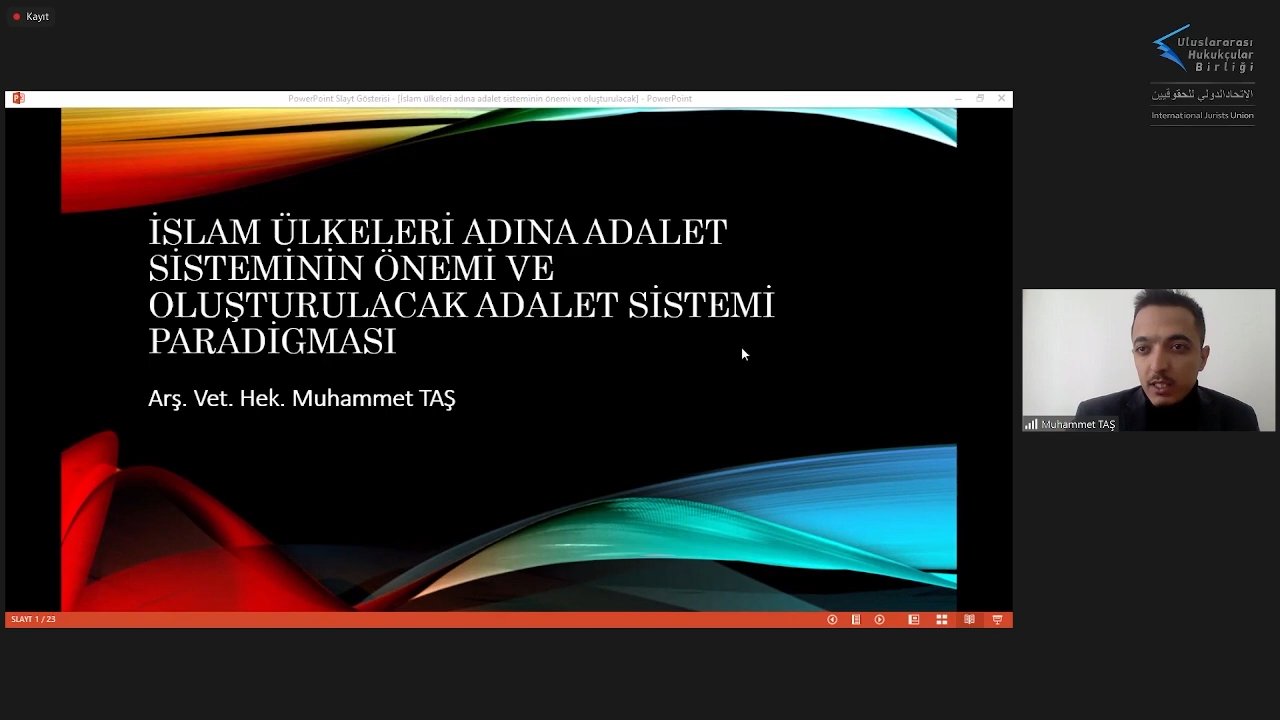 Kayıt
Uluslararası
Hukukçular
Birliği
الاتحاد الدولي للحقوقيين
International Jurists Union
PowerPoint Slayt Gösterisi - [İslam ülkeleri adına adalet sisteminin önemi ve oluşturulacak] - PowerPoint
İSLAM ÜLKELERİ ADINA ADALET
SİSTEMİNİN ÖNEMİ VE
OLUŞTURULACAK ADALET SİSTEMİ
PARADİGMASI
Arş. Vet. Hek. Muhammet TAŞ
Muhammet TAŞ
SLAYT 1 / 23